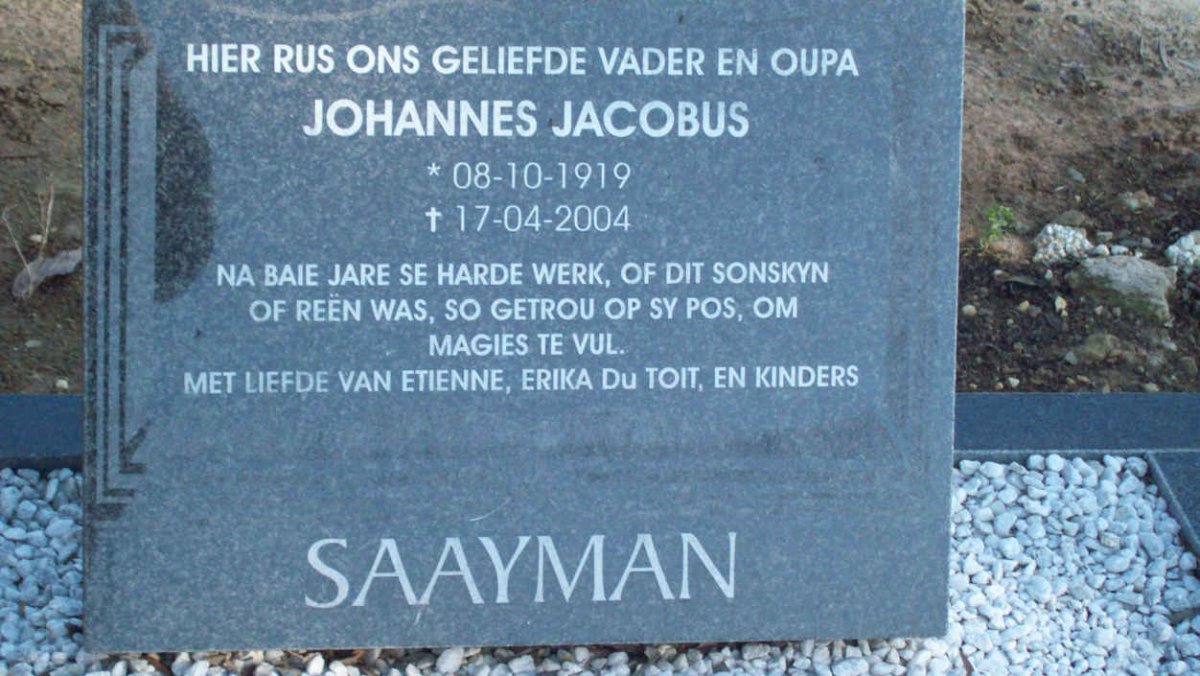 HIER RUS ONS GELIEFDE VADER EN OUPA
JOHANNES JACOBUS
* 08-10-1919
✝ 17-04-2004
NA BAIE JARE SE HARDE WERK, OF DIT SONSKYN
OF REËN WAS, SO GETROU OP SY POS, OM
MAGIES TE VUL.
MET LIEFDE VAN ETIENNE, ERIKA Du TOIT, EN KINDERS
SAAYMAN